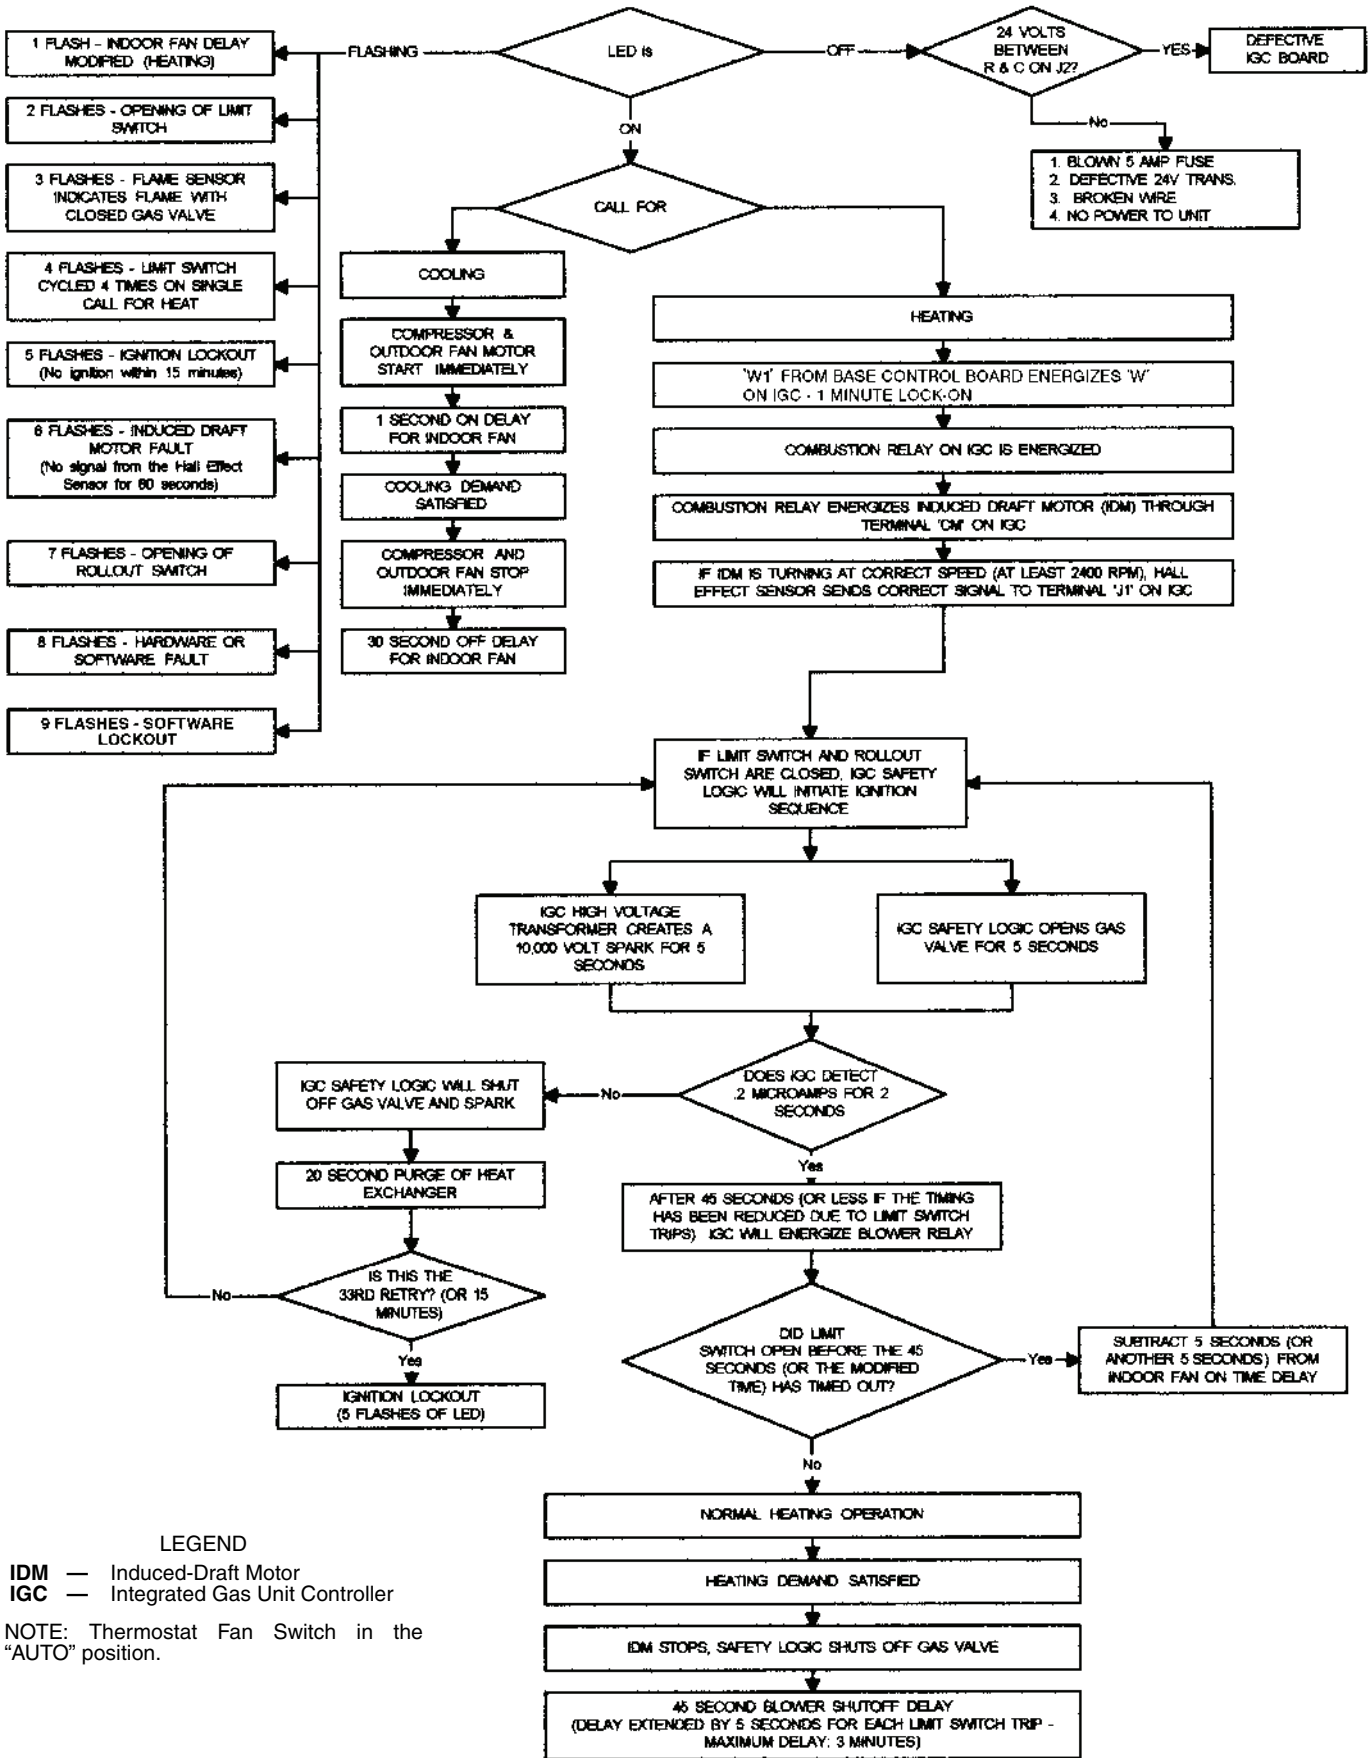 LED IS
FLASHING
1 FLASH - INDOOR FAN DELAY
MODIFIED (HEATING)
2 FLASHES - OPENING OF LIMIT
SWITCH
3 FLASHES - FLAME SENSOR
INDICATES FLAME WITH
CLOSED GAS VALVE
4 FLASHES - LIMIT SWITCH
CYCLED 4 TIMES ON SINGLE
CALL FOR HEAT
5 FLASHES - IGNITION LOCKOUT
(No ignition within 15 minutes)
6 FLASHES - INDUCED DRAFT
MOTOR FAULT
(No signal from the Hall Effect
Sensor for 60 seconds)
7 FLASHES - OPENING OF
ROLLOUT SWITCH
8 FLASHES - HARDWARE OR
SOFTWARE FAULT
9 FLASHES - SOFTWARE
LOCKOUT
OFF
24 VOLTS
BETWEEN
R & C ON J2?
YES
DEFECTIVE
IGC BOARD
No
1. BLOWN 5 AMP FUSE
2. DEFECTIVE 24V TRANS.
3. BROKEN WIRE
4. NO POWER TO UNIT
ON
CALL FOR
COOLING
COMPRESSOR &
OUTDOOR FAN MOTOR
START IMMEDIATELY
1 SECOND ON DELAY
FOR INDOOR FAN
COOLING DEMAND
SATISFIED
COMPRESSOR AND
OUTDOOR FAN STOP
IMMEDIATELY
30 SECOND OFF DELAY
FOR INDOOR FAN
HEATING
'W1' FROM BASE CONTROL BOARD ENERGIZES 'W'
ON IGC - 1 MINUTE LOCK-ON
COMBUSTION RELAY ON IGC IS ENERGIZED
COMBUSTION RELAY ENERGIZES INDUCED DRAFT MOTOR (IDM) THROUGH
TERMINAL 'CM' ON IGC
IF IDM IS TURNING AT CORRECT SPEED (AT LEAST 2400 RPM), HALL
EFFECT SENSOR SENDS CORRECT SIGNAL TO TERMINAL 'J1' ON IGC
IF LIMIT SWITCH AND ROLLOUT
SWITCH ARE CLOSED, IGC SAFETY
LOGIC WILL INITIATE IGNITION
SEQUENCE
IGC HIGH VOLTAGE
TRANSFORMER CREATES A
10,000 VOLT SPARK FOR 5
SECONDS
IGC SAFETY LOGIC OPENS GAS
VALVE FOR 5 SECONDS
DOES IGC DETECT
.2 MICROAMPS FOR 2
SECONDS
No
IGC SAFETY LOGIC WILL SHUT
OFF GAS VALVE AND SPARK
20 SECOND PURGE OF HEAT
EXCHANGER
IS THIS THE
33RD RETRY? (OR 15
MINUTES)
No
Yes
IGNITION LOCKOUT
(5 FLASHES OF LED)
Yes
AFTER 45 SECONDS (OR LESS IF THE TIMING
HAS BEEN REDUCED DUE TO LIMIT SWITCH
TRIPS) IGC WILL ENERGIZE BLOWER RELAY
DID LIMIT
SWITCH OPEN BEFORE THE 45
SECONDS (OR THE MODIFIED
TIME) HAS TIMED OUT?
Yes
SUBTRACT 5 SECONDS (OR
ANOTHER 5 SECONDS) FROM
INDOOR FAN ON TIME DELAY
No
NORMAL HEATING OPERATION
HEATING DEMAND SATISFIED
IDM STOPS, SAFETY LOGIC SHUTS OFF GAS VALVE
45 SECOND BLOWER SHUTOFF DELAY
(DELAY EXTENDED BY 5 SECONDS FOR EACH LIMIT SWITCH TRIP -
MAXIMUM DELAY: 3 MINUTES)
LEGEND
IDM — Induced-Draft Motor
IGC — Integrated Gas Unit Controller
NOTE: Thermostat Fan Switch in the
“AUTO” position.